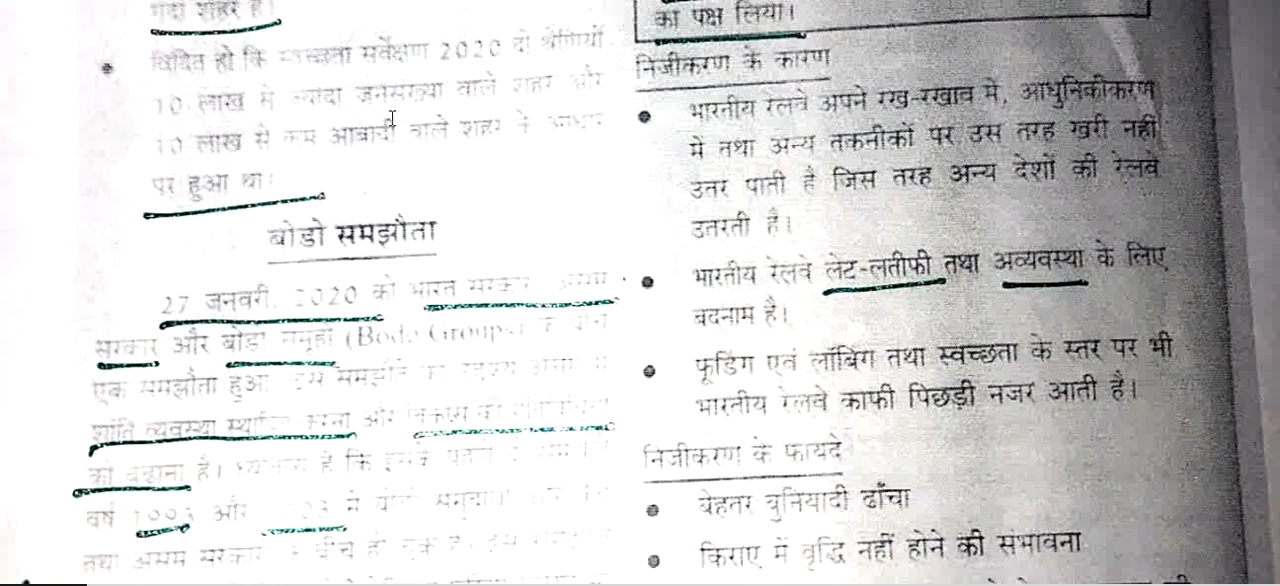 गंदा शहर है।
विदित हो कि स्वच्छता सर्वेक्षण 2020 दो श्रेणियों
10 लाख से ज्यादा जनसंख्या वाले शहर और
10 लाख से कम आबादी वाले शहर के आधार
पर हुआ था।
बोडो समझौता
27 जनवरी, 2020 को भारत सरकार, असम
सरकार और बोडो समूहों (Bodo Groups) के बीच
एक समझौता हुआ। इस समझौते का उद्देश्य असम में
शांति व्यवस्था स्थापित करना और विकास की
को बढ़ाना है। है कि इसके पहले
वर्ष 1993 और में
तथा असम सरकार के बीच हो चुके हैं। इस
का पक्ष लिया।
निजीकरण के कारण
भारतीय रेलवे अपने रख-रखाव में, आधुनिकीकरण
में तथा अन्य तकनीकों पर उस तरह खरी नहीं
उतर पाती है जिस तरह अन्य देशों की रेलवे
उतरती है।
भारतीय रेलवे लेट-लतीफी तथा अव्यवस्था के लिए
बदनाम है।
फूडिंग एवं लॉबिंग तथा स्वच्छता के स्तर पर भी
भारतीय रेलवे काफी पिछड़ी नजर आती है।
निजीकरण के फायदे
बेहतर बुनियादी ढाँचा
किराए में वृद्धि नहीं होने की संभावना